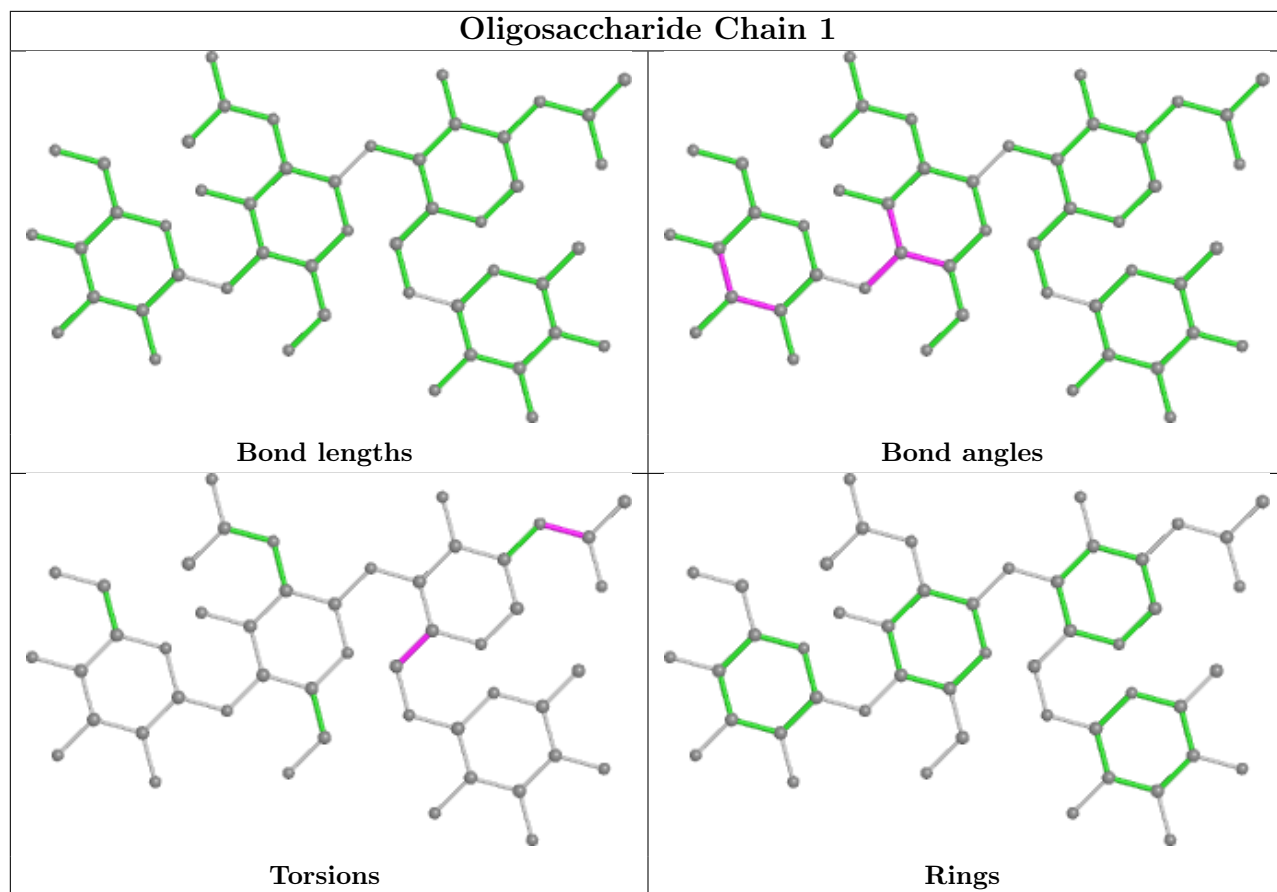 Oligosaccharide Chain 1
Bond lengths
Bond angles
Torsions
Rings